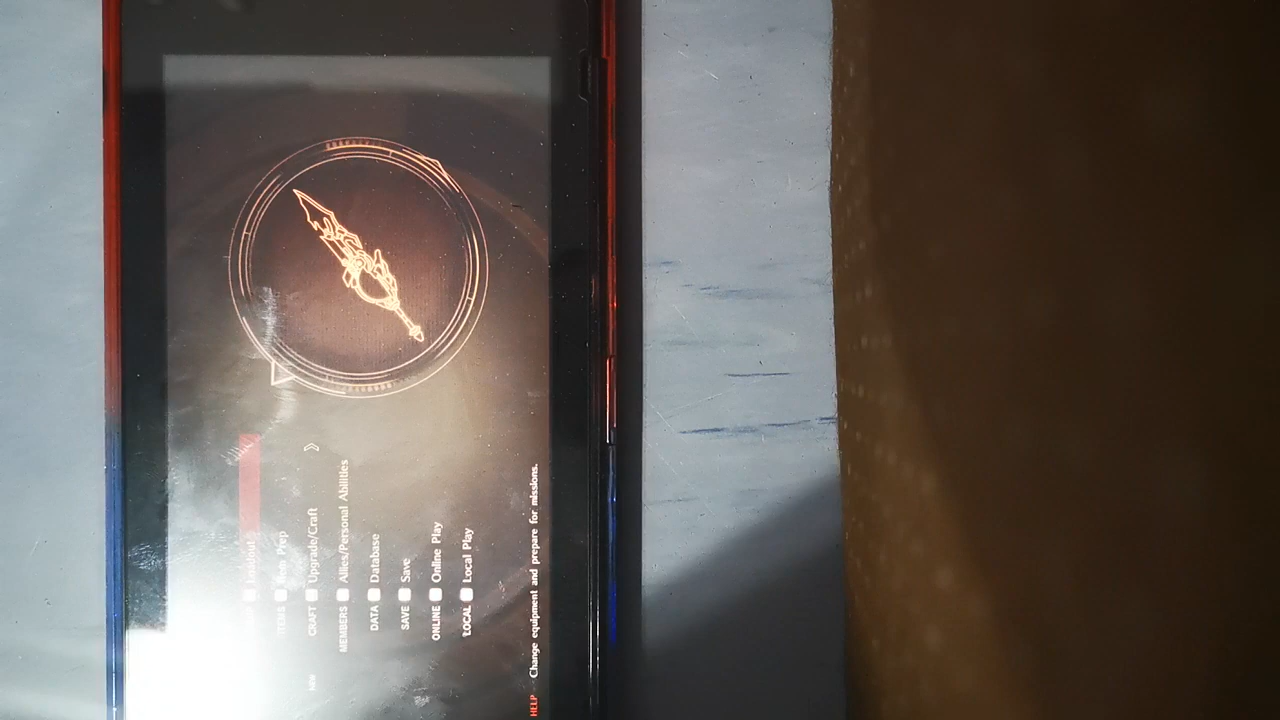 Loadout
ITEMS Item Prep
CRAFT Upgrade/Craft
MEMBERS Allies/Personal Abilities
DATA Database
SAVE Save
ONLINE Online Play
LOCAL Local Play
HELP Change equipment and prepare for missions.